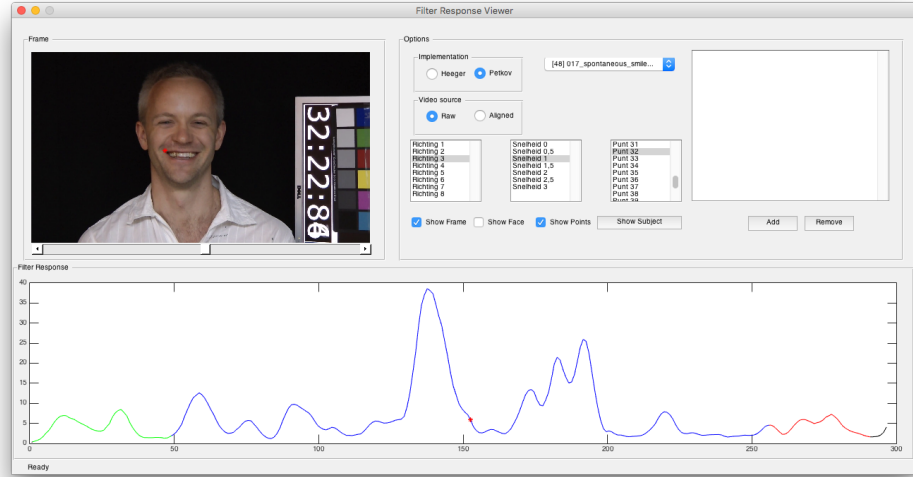 Filter Response Viewer
Frame
32:22:86
DELL
Options
Implementation
Heeger
Petkov
[48] 017_spontaneous_smile...
Video source
Raw
Aligned
Richting 1
Richting 2
Richting 3
Richting 4
Richting 5
Richting 6
Richting 7
Richting 8
Snelheid 0
Snelheid 0,5
Snelheid 1
Snelheid 1,5
Snelheid 2
Snelheid 2,5
Snelheid 3
Punt 31
Punt 32
Punt 33
Punt 34
Punt 35
Punt 36
Punt 37
Punt 38
Punt 39
Show Frame
Show Face
Show Points
Show Subject
Add
Remove
Filter Response
40
35
30
25
20
15
10
5
0
0
50
100
150
200
250
300
Ready